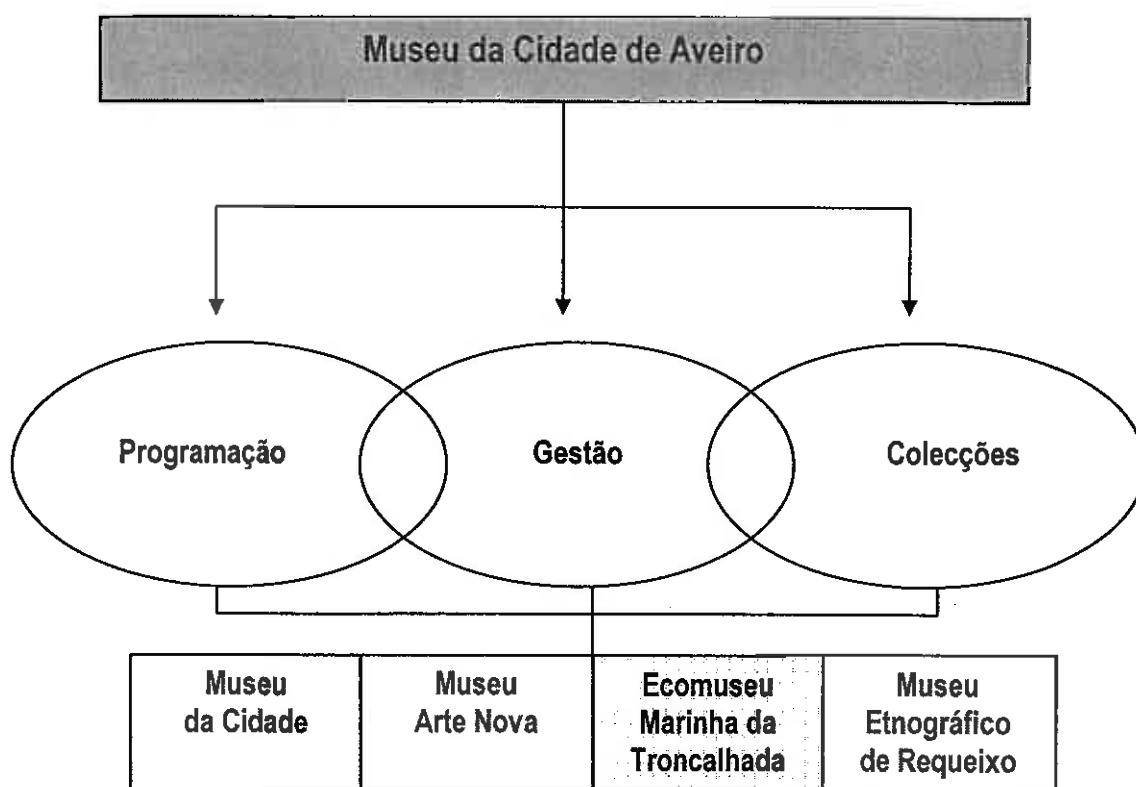 Museu da Cidade de Aveiro
Programação
Gestão
Colecções
Museu
da Cidade
Museu
Arte Nova
Ecomuseu
Marinha da
Troncalhada
Museu
Etnográfico
de Requeixo